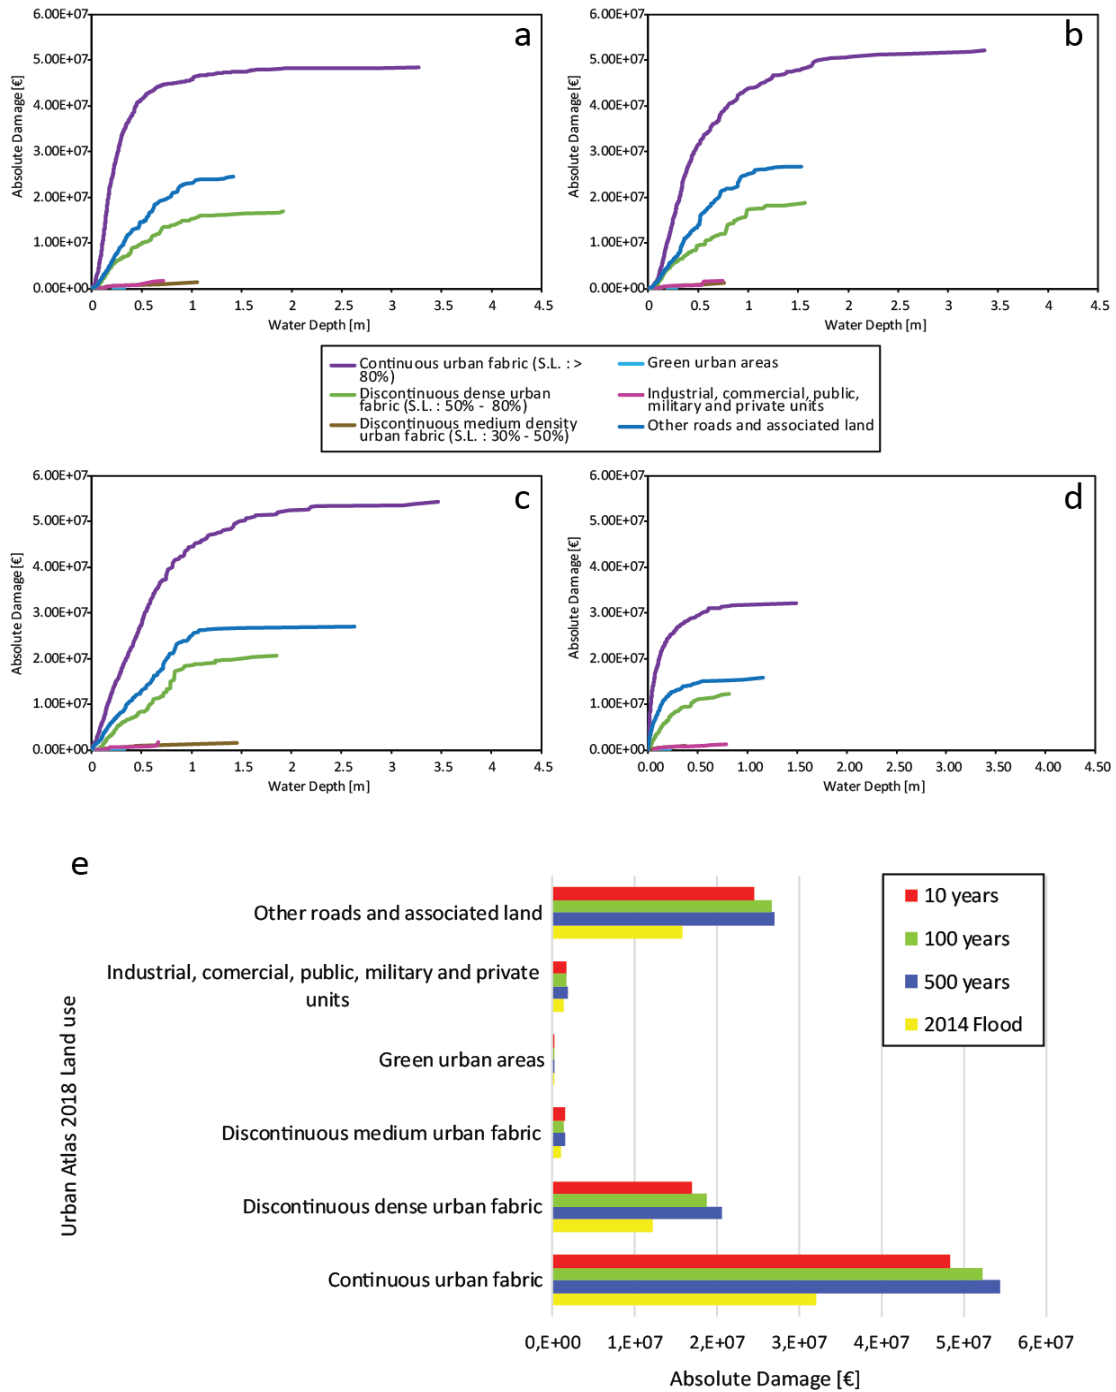 a
6.00E+07
5.00E+07
4.00E+07
3.00E+07
2.00E+07
1.00E+07
0.00E+00
Absolute Damage [€]
0 0.5 1 1.5 2 2.5 3 3.5 4 4.5
Water Depth [m]
b
6.00E+07
5.00E+07
4.00E+07
3.00E+07
2.00E+07
1.00E+07
0.00E+00
Absolute Damage [€]
0 0.5 1 1.5 2 2.5 3 3.5 4 4.5
Water Depth [m]
Continuous urban fabric (S.L. : >
80%)
Discontinuous dense urban
fabric (S.L. : 50% - 80%)
Discontinuous medium density
urban fabric (S.L. : 30% - 50%)
Green urban areas
Industrial, commercial, public,
military and private units
Other roads and associated land
c
6.00E+07
5.00E+07
4.00E+07
3.00E+07
2.00E+07
1.00E+07
0.00E+00
Absolute Damage [€]
0 0.5 1 1.5 2 2.5 3 3.5 4 4.5
Water Depth [m]
d
6.00E+07
5.00E+07
4.00E+07
3.00E+07
2.00E+07
1.00E+07
0.00E+00
Absolute Damage [€]
0.00 0.50 1.00 1.50 2.00 2.50 3.00 3.50 4.00 4.50
Water Depth [m]
e
Urban Atlas 2018 Land use
Other roads and associated land
Industrial, comercial, public, military and private
units
Green urban areas
Discontinuous medium urban fabric
Discontinuous dense urban fabric
Continuous urban fabric
10 years
100 years
500 years
2014 Flood
0,E+00 1,E+07 2,E+07 3,E+07 4,E+07 5,E+07 6,E+07
Absolute Damage [€]